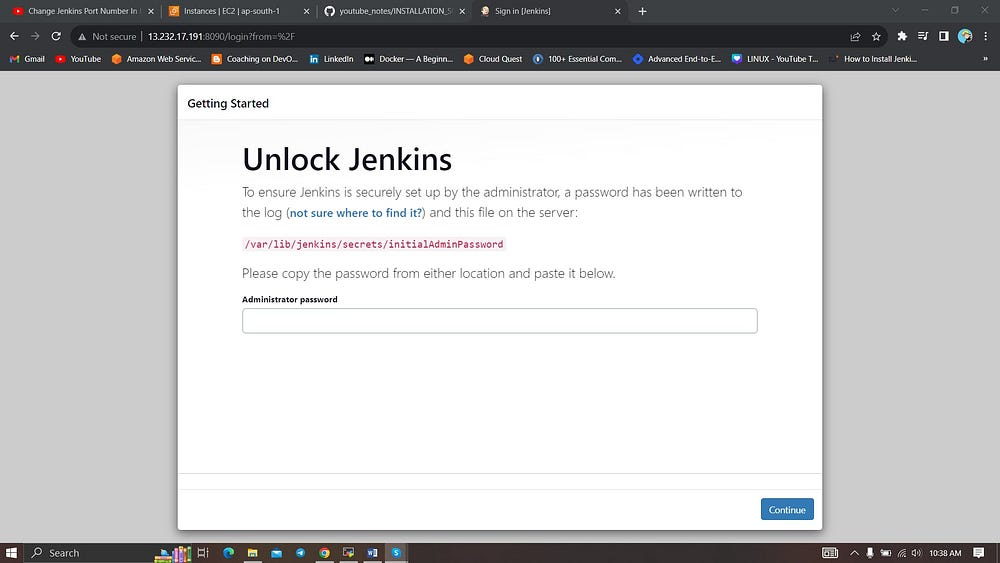 Change Jenkins Port Number In
Instances | EC2 | ap-south-1
youtube_notes/INSTALLATION_S
Sign in [Jenkins]
Not secure
13.232.17.191:8090/login?from=%2F
Gmail
YouTube
Amazon Web Servic...
Coaching on DevO...
LinkedIn
Docker — A Beginn...
Cloud Quest
100+ Essential Com...
Advanced End-to-E...
LINUX - YouTube T...
How to Install Jenki...
»
Getting Started
Unlock Jenkins
To ensure Jenkins is securely set up by the administrator, a password has been written to
the log (not sure where to find it?) and this file on the server:
/var/lib/jenkins/secrets/initialAdminPassword
Please copy the password from either location and paste it below.
Administrator password
Continue
Search
10:38 AM